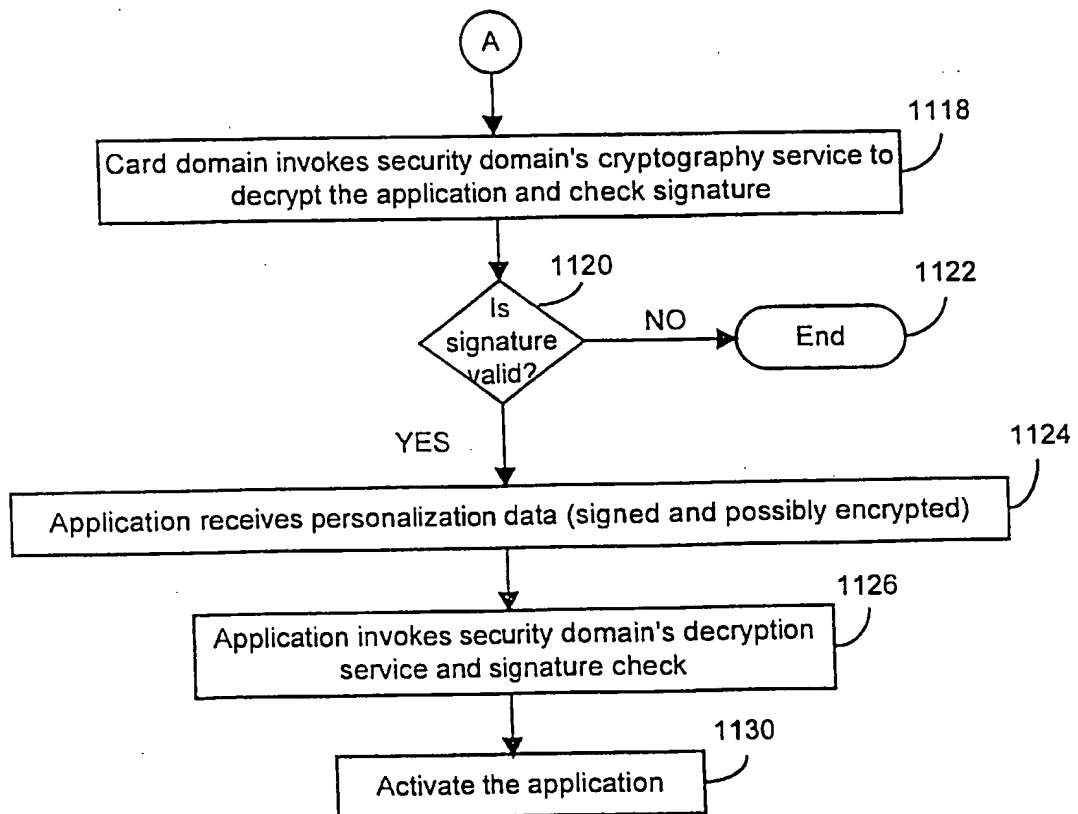 A
1118
Card domain invokes security domain's cryptography service to
decrypt the application and check signature
1120
Is
signature
valid?
NO
1122
End
YES
1124
Application receives personalization data (signed and possibly encrypted)
1126
Application invokes security domain's decryption
service and signature check
1130
Activate the application